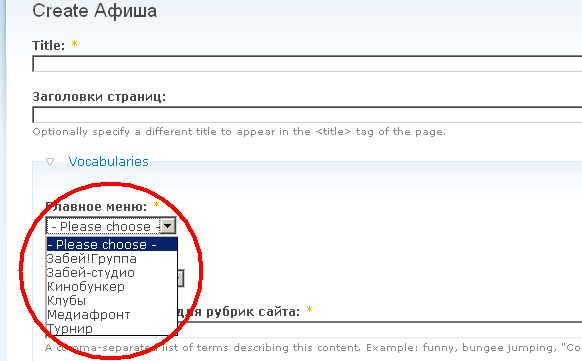 Create Афиша
Title: *
Заголовки страниц:
Optionally specify a different title to appear in the <title> tag of the page.
Vocabularies
Главное меню: *
- Please choose -
- Please choose -
Забей!Группа
Забей-студио
Кинобункер
Клубы
Медиафронт
Турнир
для рубрик сайта: *
A comma-separated list of terms describing this content. Example: funny, bungee jumping, "Co